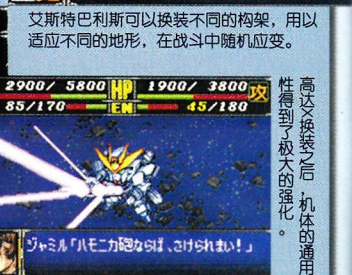 艾斯特巴利斯可以换装不同的构架，用以
适应不同的地形，在战斗中随机应变。
2900/ 5800 HP 1900/ 3800 攻
85/170 EN 45/180
ジャミル「ハモニカ砲ならば、さけられまい!」
高达X换装之后，机体的通用
性得到了极大的强化。